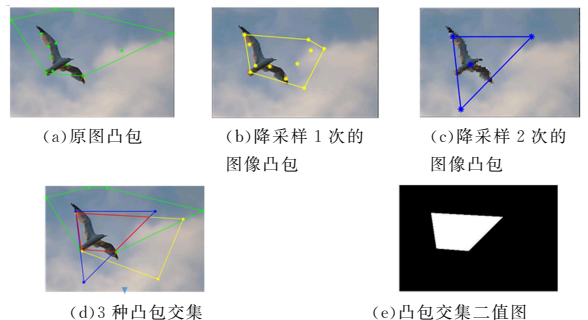 (a)原图凸包
(b)降采样1次的
图像凸包
(c)降采样2次的
图像凸包
(d)3种凸包交集
(e)凸包交集二值图